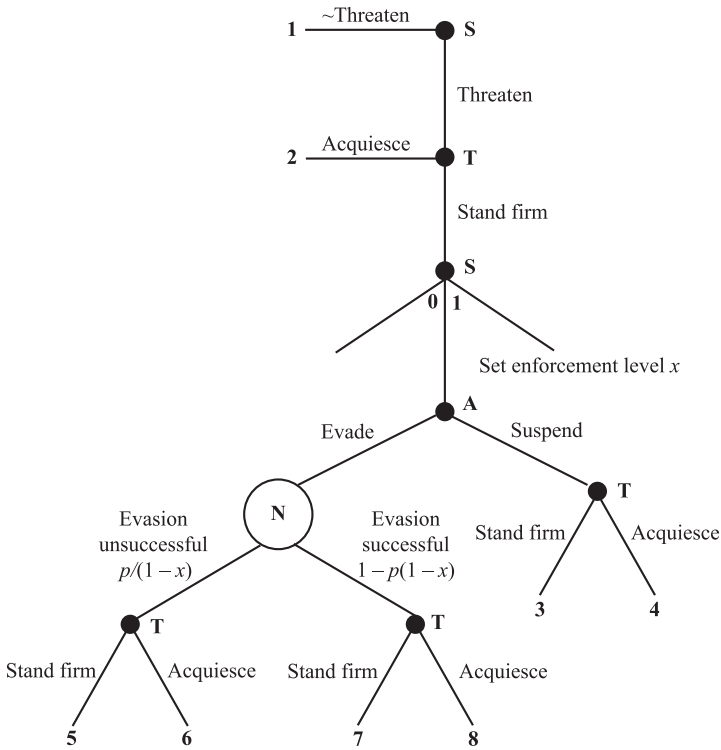 ~Threaten
1
S
Threaten
Acquiesce
2
T
Stand firm
S
0 1
Set enforcement level x
A
Evade
Suspend
N
T
Evasion
unsuccessful
p/(1 – x)
Evasion
successful
1 – p(1 – x)
Stand firm
Acquiesce
3
4
T
T
Stand firm
Acquiesce
Stand firm
Acquiesce
5
6
7
8